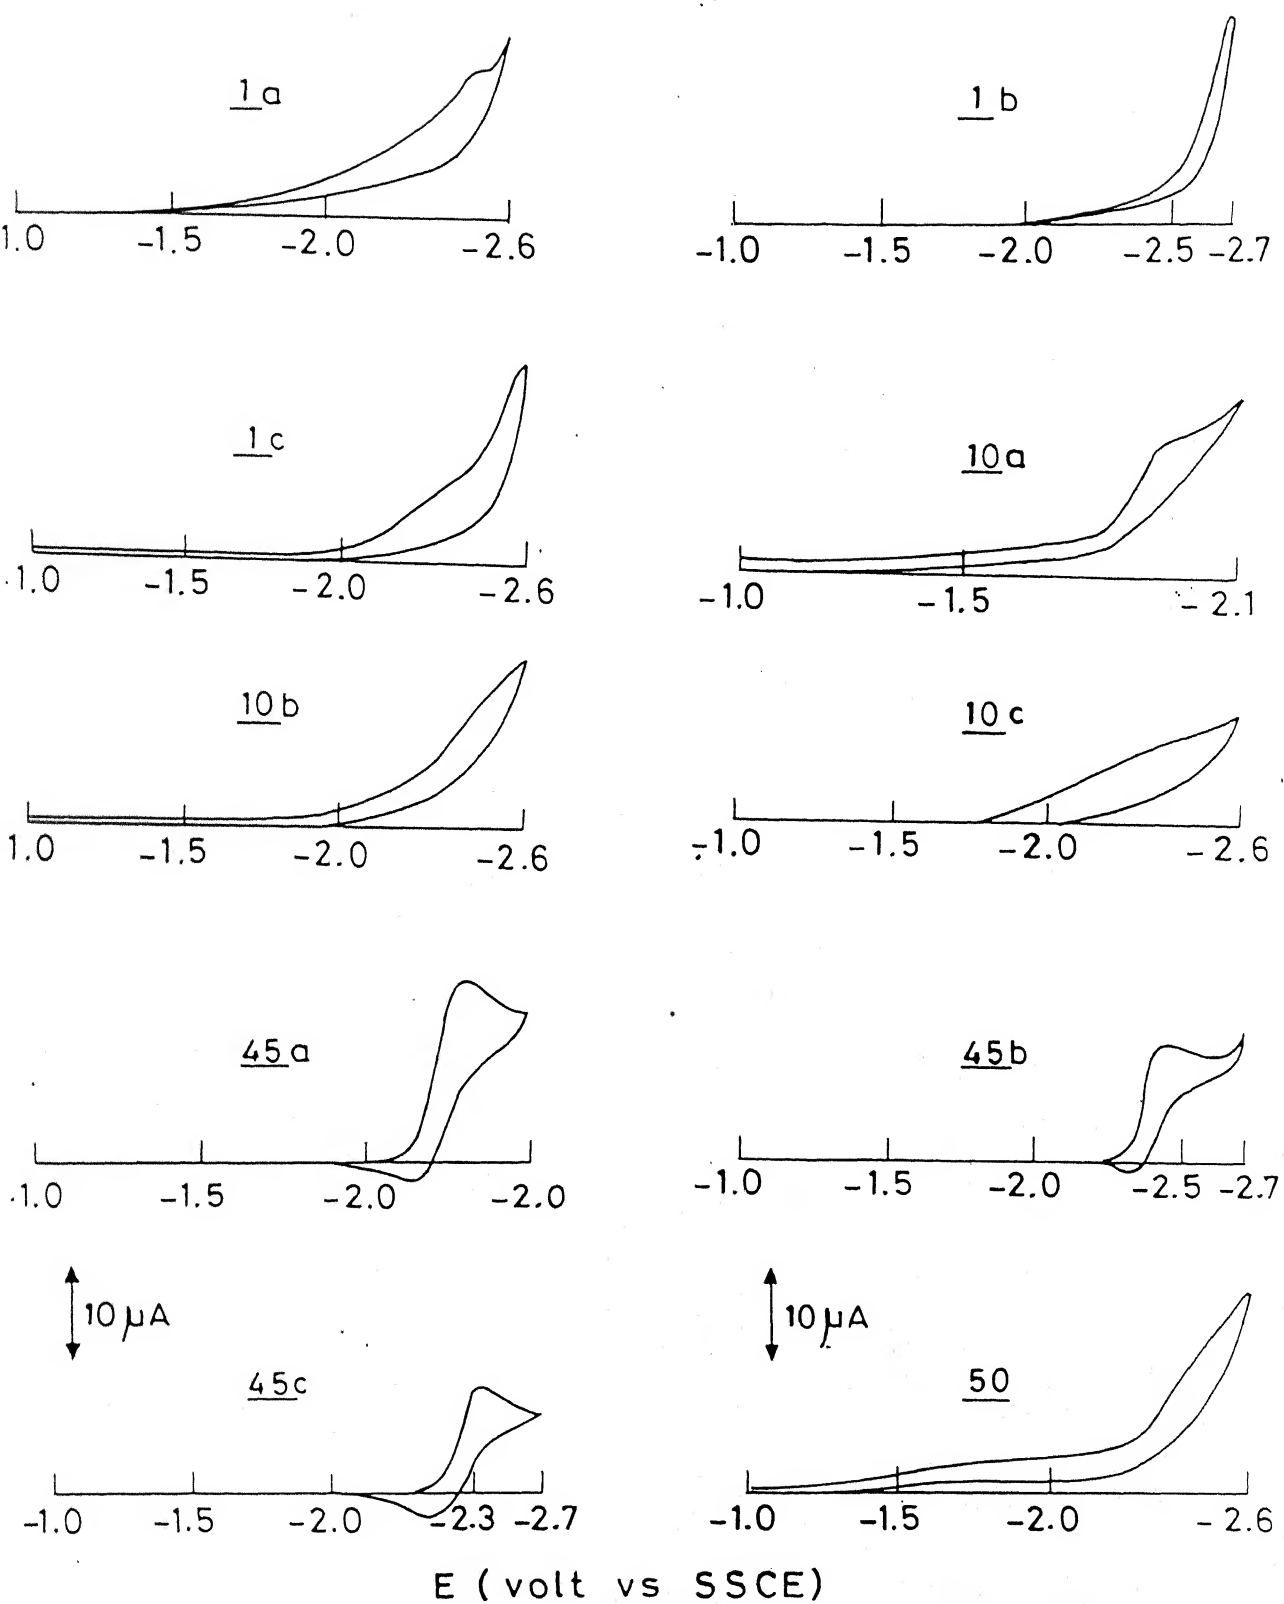 1a
1.0 -1.5 -2.0 -2.6
1b
-1.0 -1.5 -2.0 -2.5 -2.7
1c
1.0 -1.5 -2.0 -2.6
10a
-1.0 -1.5 -2.1
10b
1.0 -1.5 -2.0 -2.6
10c
-1.0 -1.5 -2.0 -2.6
45a
1.0 -1.5 -2.0 -2.0
45b
-1.0 -1.5 -2.0 -2.5 -2.7
10 μA
45c
-1.0 -1.5 -2.0 -2.3 -2.7
10 μA
50
-1.0 -1.5 -2.0 -2.6
E (volt vs SSCE)